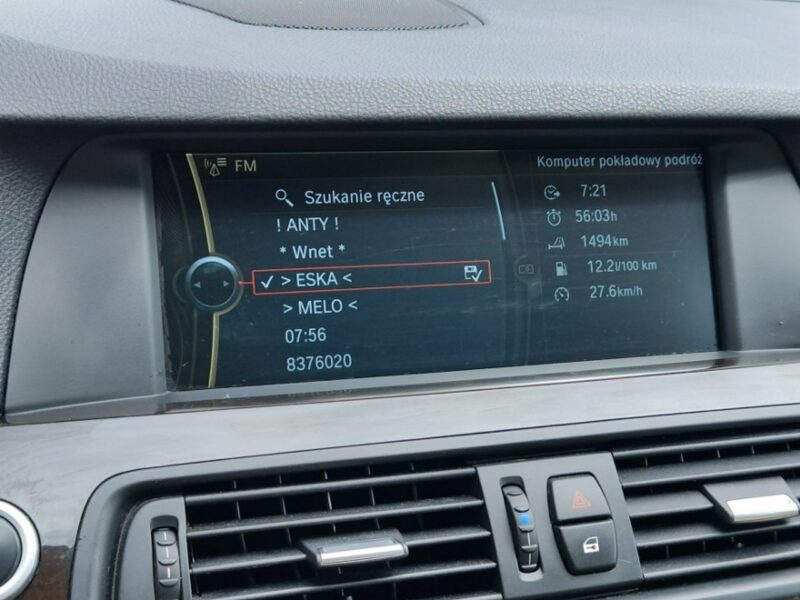 FM
Szukanie ręczne
! ANTY !
* Wnet *
> ESKA <
> MELO <
07:56
8376020
Komputer pokładowy podróż
7:21
56:03h
1494km
12.2l/100 km
27.6km/h